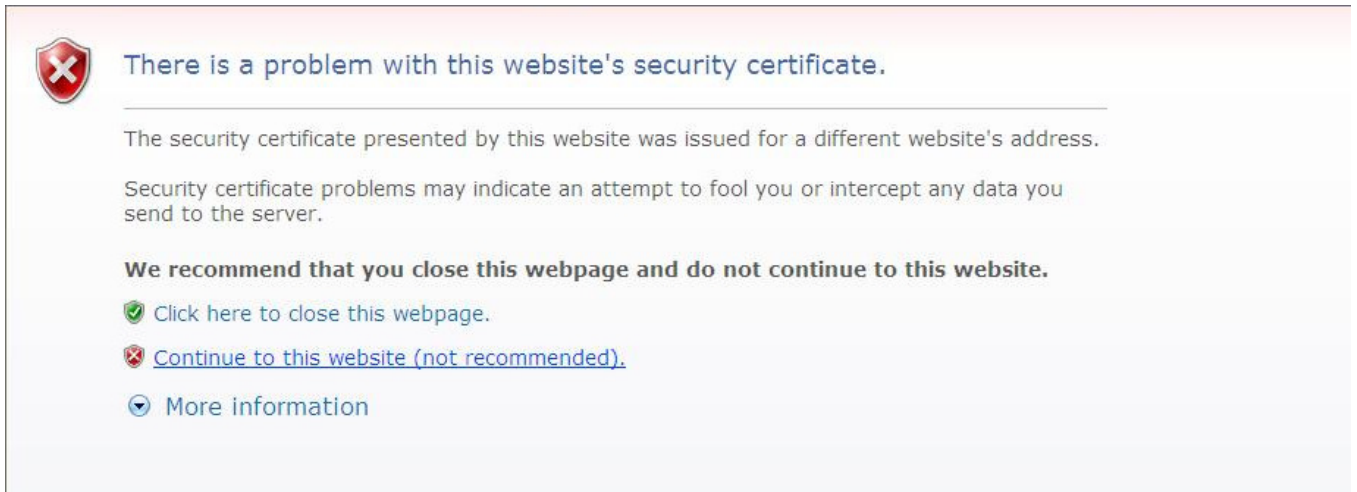 There is a problem with this website's security certificate.
The security certificate presented by this website was issued for a different website's address.
Security certificate problems may indicate an attempt to fool you or intercept any data you
send to the server.
We recommend that you close this webpage and do not continue to this website.
Click here to close this webpage.
Continue to this website (not recommended).
More information